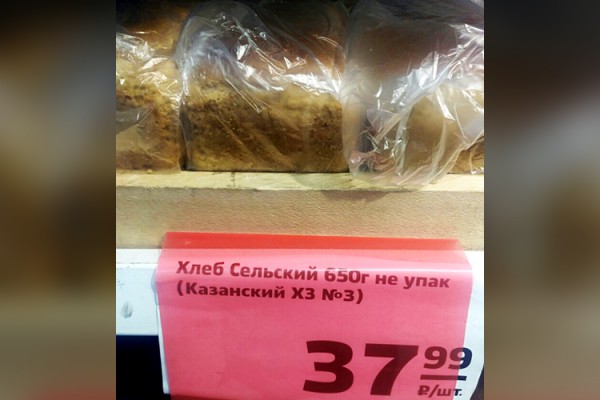 Хлеб Сельский 650г не упак
(Казанский ХЗ №3)
37 99
₽/шт.